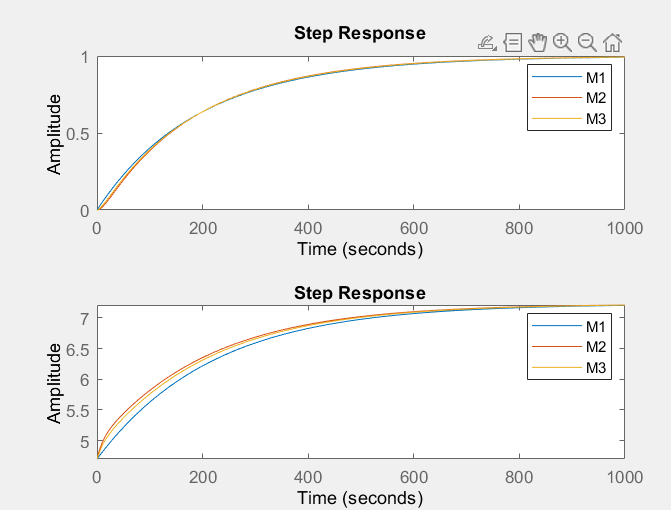 Step Response
1
M1
M2
M3
0.5
Amplitude
0
0 200 400 600 800 1000
Time (seconds)
Step Response
7
M1
M2
M3
6.5
6
5.5
5
Amplitude
0 200 400 600 800 1000
Time (seconds)